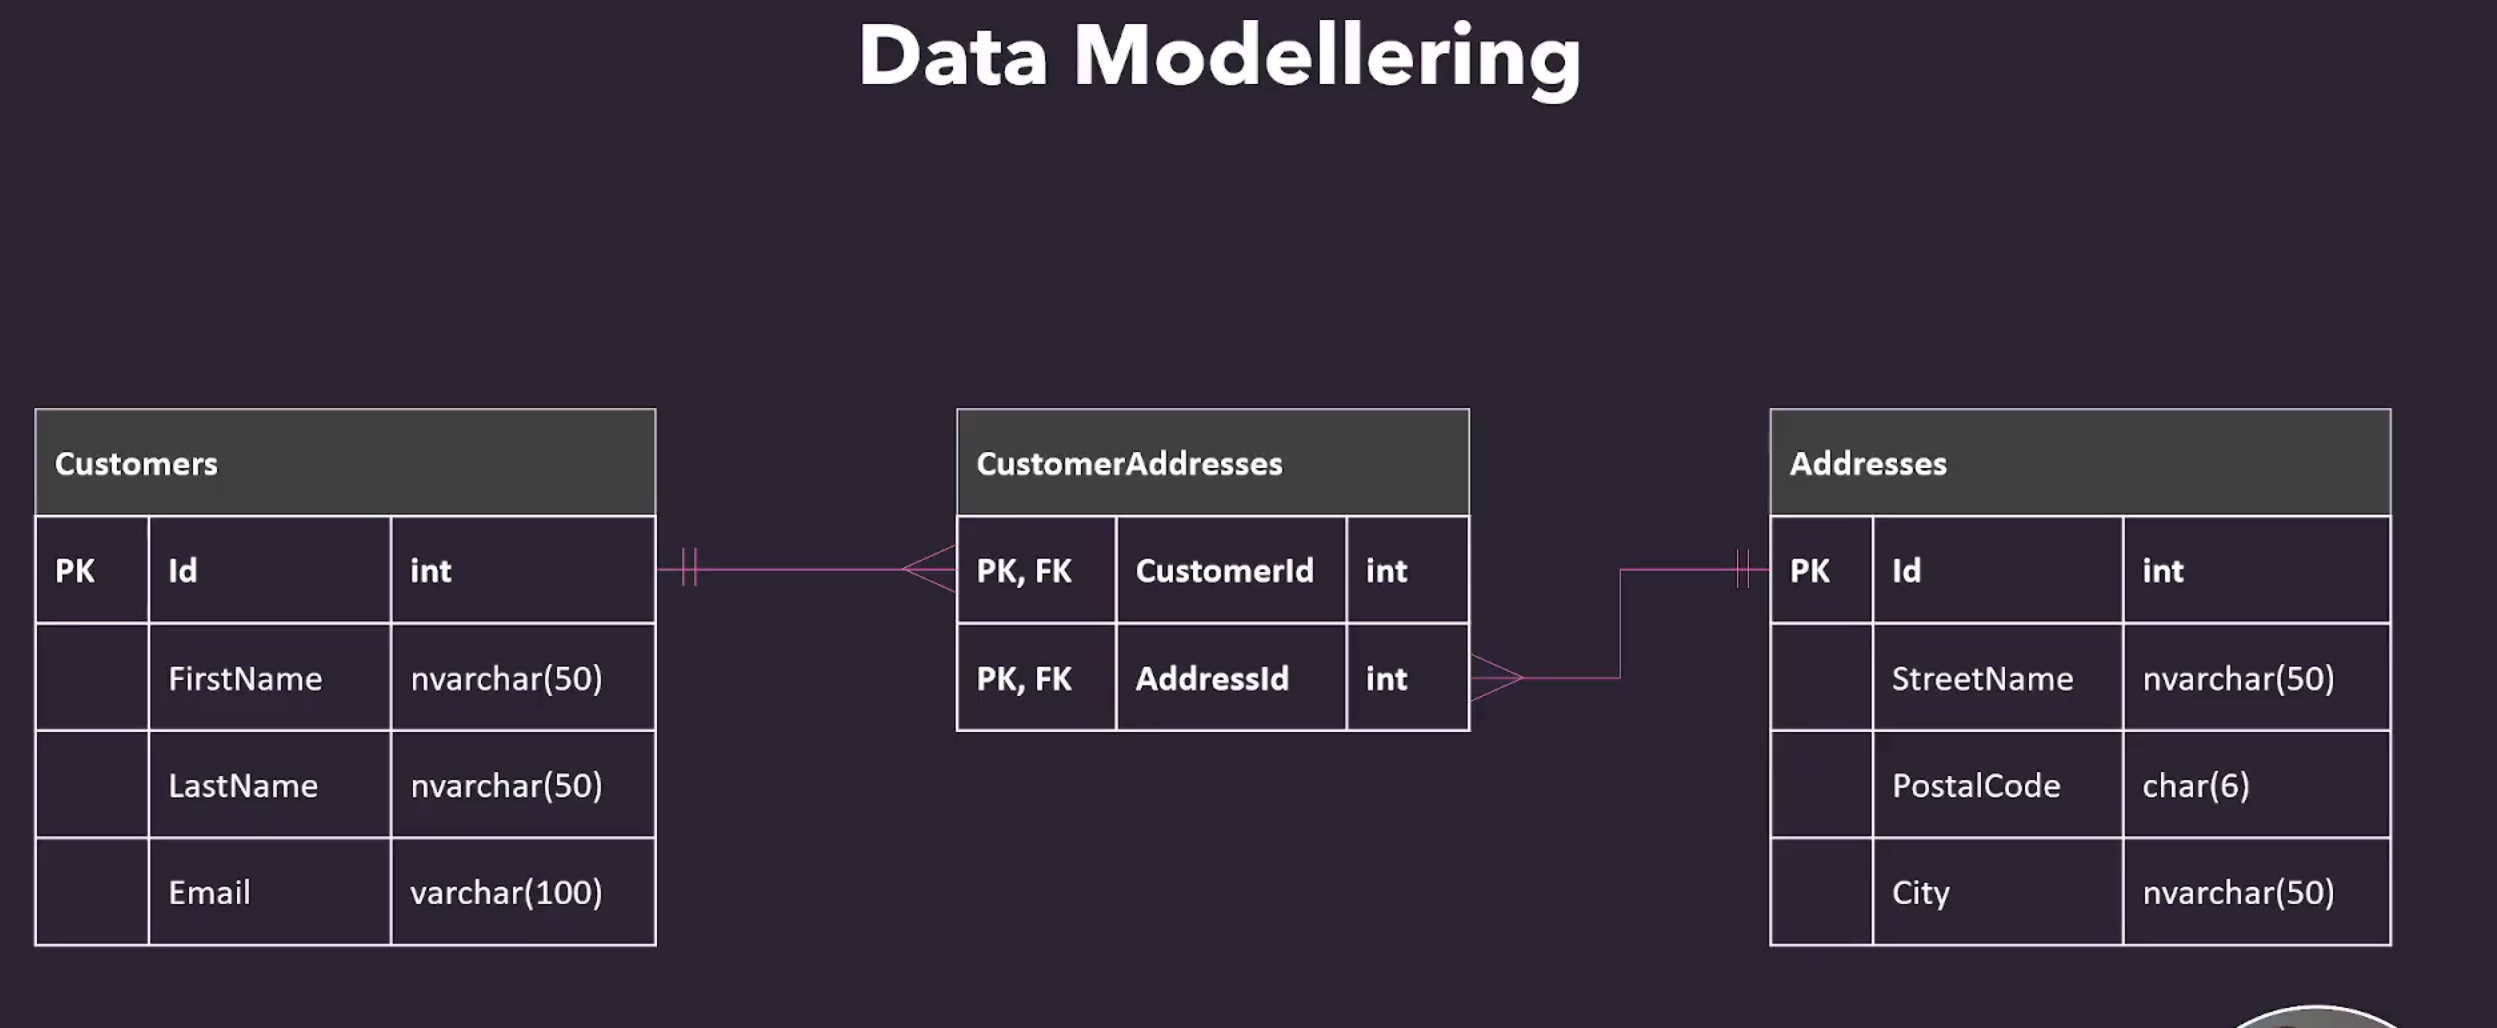 Data Modellering
Customers
PK Id int
FirstName nvarchar(50)
LastName nvarchar(50)
Email varchar(100)
CustomerAddresses
PK, FK CustomerId int
PK, FK AddressId int
Addresses
PK Id int
StreetName nvarchar(50)
PostalCode char(6)
City nvarchar(50)